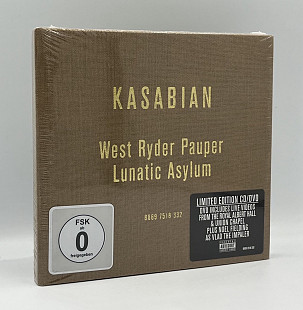 KASABIAN
West Ryder Pauper
Lunatic Asylum
8869 7518 332
FSK
ab
0
freigegeben
LIMITED EDITION CD/DVD
DVD INCLUDES LIVE VIDEOS
FROM THE ROYAL ALBERT HALL
& UNION CHAPEL
PLUS NOEL FIELDING
AS VLAD THE IMPALER